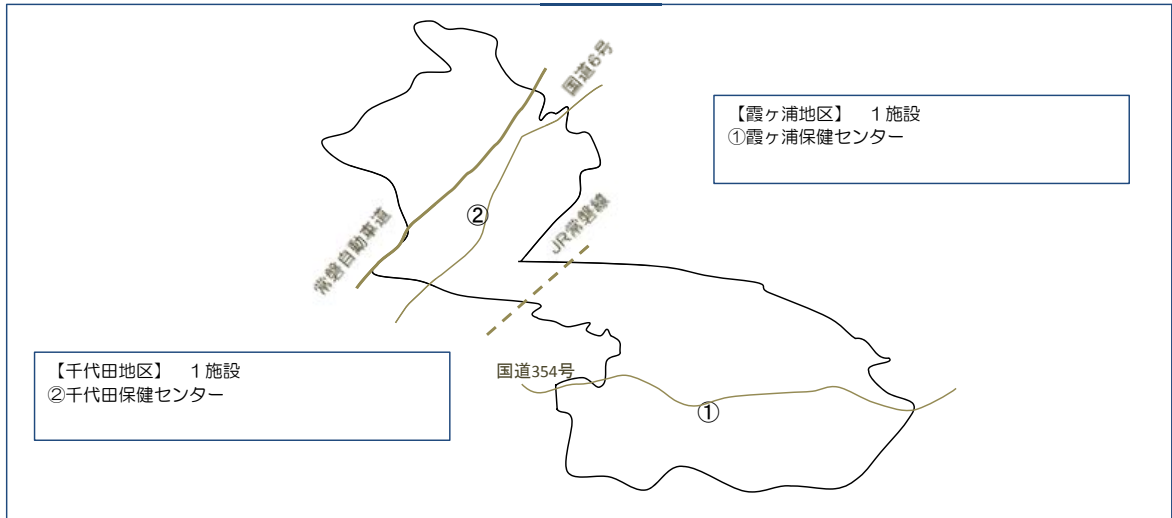 国道6号
【霞ヶ浦地区】　１施設
①霞ヶ浦保健センター
②
JR常磐線
常磐自動車道
【千代田地区】　１施設
②千代田保健センター
国道354号
①